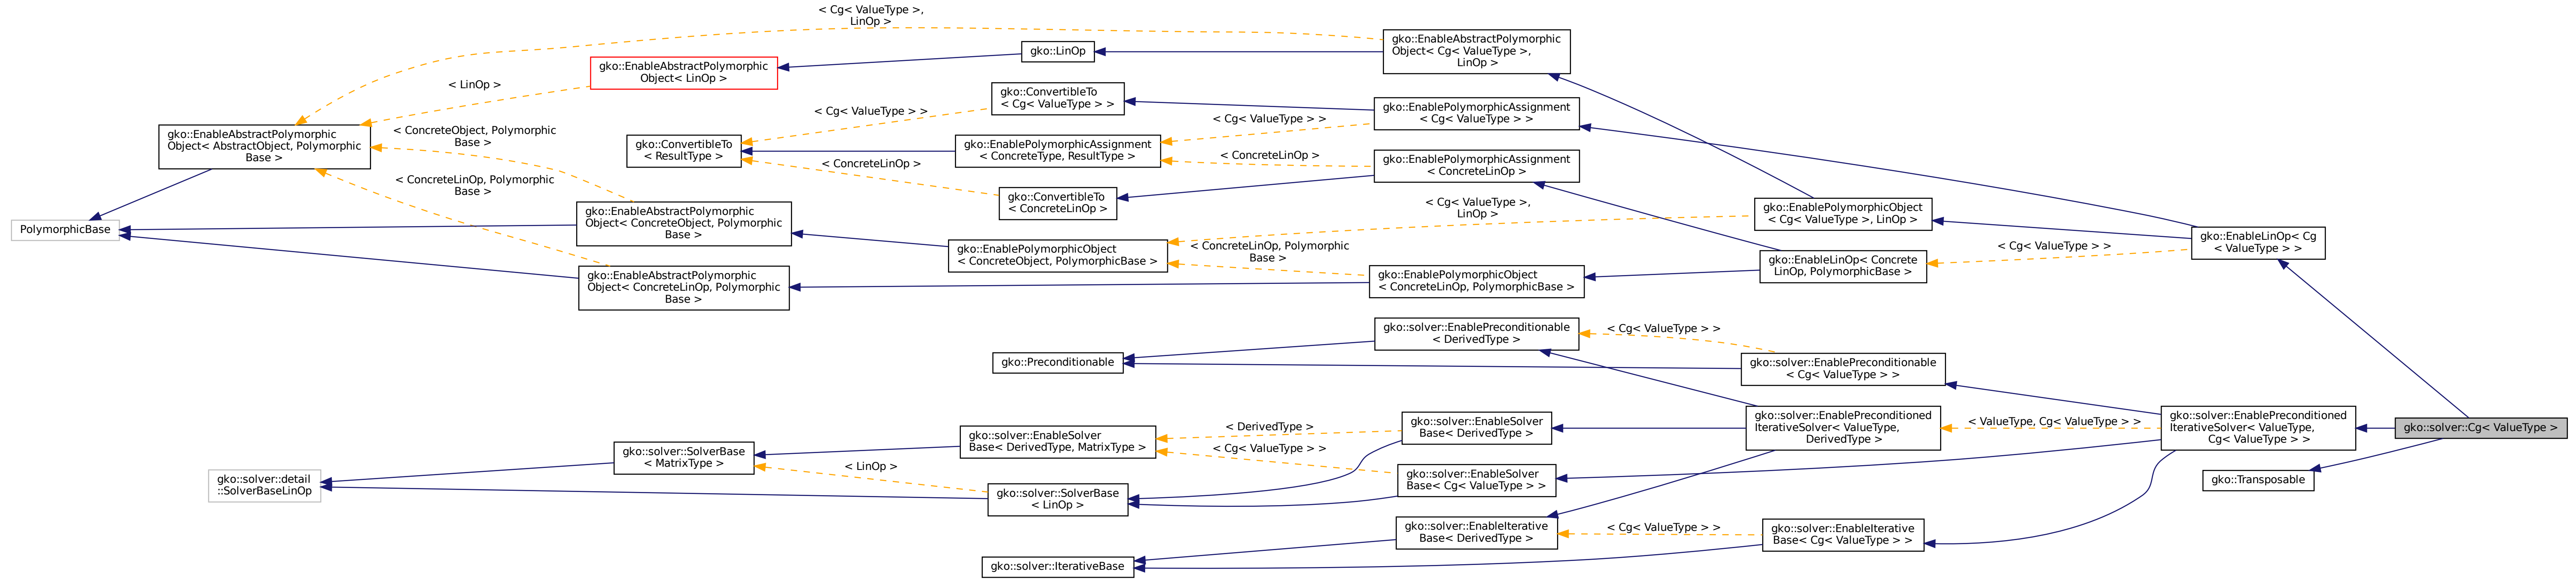 < Cg< ValueType >,
LinOp >
gko::EnableAbstractPolymorphic
Object< Cg< ValueType >,
LinOp >
gko::LinOp
gko::EnableAbstractPolymorphic
Object< LinOp >
< LinOp >
gko::ConvertibleTo
< Cg< ValueType > >
gko::EnablePolymorphicAssignment
< Cg< ValueType > >
< Cg< ValueType > >
< Cg< ValueType > >
gko::EnableAbstractPolymorphic
Object< AbstractObject, Polymorphic
Base >
< ConcreteObject, Polymorphic
Base >
gko::ConvertibleTo
< ResultType >
gko::EnablePolymorphicAssignment
< ConcreteType, ResultType >
< ConcreteLinOp >
< ConcreteLinOp >
gko::EnablePolymorphicAssignment
< ConcreteLinOp >
< ConcreteLinOp, Polymorphic
Base >
gko::ConvertibleTo
< ConcreteLinOp >
PolymorphicBase
gko::EnableAbstractPolymorphic
Object< ConcreteObject, Polymorphic
Base >
< Cg< ValueType >,
LinOp >
gko::EnablePolymorphicObject
< Cg< ValueType >, LinOp >
gko::EnableLinOp< Cg
< ValueType > >
gko::EnablePolymorphicObject
< ConcreteObject, PolymorphicBase >
< ConcreteLinOp, Polymorphic
Base >
< Cg< ValueType > >
gko::EnableLinOp< Concrete
LinOp, PolymorphicBase >
gko::EnableAbstractPolymorphic
Object< ConcreteLinOp, Polymorphic
Base >
gko::EnablePolymorphicObject
< ConcreteLinOp, PolymorphicBase >
gko::solver::EnablePreconditionable
< DerivedType >
< Cg< ValueType > >
gko::Preconditionable
gko::solver::EnablePreconditionable
< Cg< ValueType > >
gko::solver::EnableSolver
Base< DerivedType >
gko::solver::EnablePreconditioned
IterativeSolver< ValueType,
DerivedType >
< ValueType, Cg< ValueType > >
gko::solver::EnablePreconditioned
IterativeSolver< ValueType,
Cg< ValueType > >
gko::solver::Cg< ValueType >
< DerivedType >
gko::solver::EnableSolver
Base< DerivedType, MatrixType >
< Cg< ValueType > >
gko::solver::SolverBase
< MatrixType >
< LinOp >
gko::solver::EnableSolver
Base< Cg< ValueType > >
gko::Transposable
gko::solver::detail
::SolverBaseLinOp
gko::solver::SolverBase
< LinOp >
gko::solver::EnableIterative
Base< DerivedType >
< Cg< ValueType > >
gko::solver::EnableIterative
Base< Cg< ValueType > >
gko::solver::IterativeBase